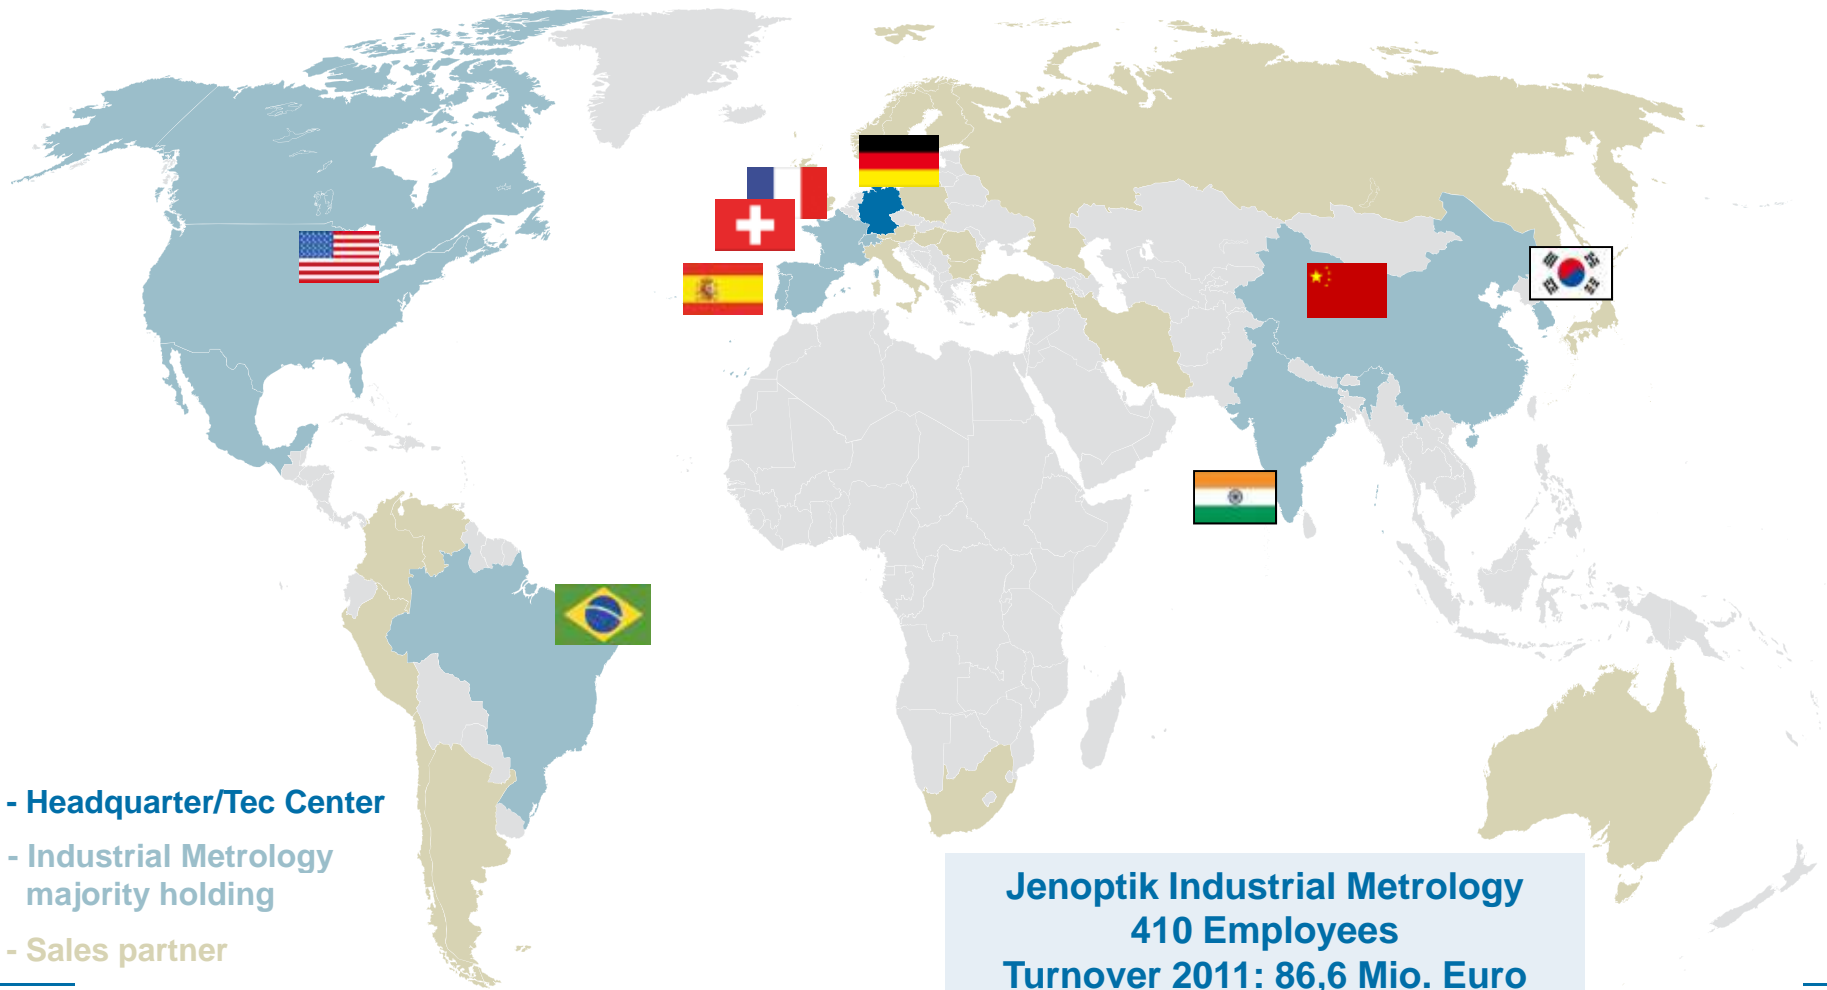 - Headquarter/Tec Center
- Industrial Metrology
majority holding
- Sales partner
Jenoptik Industrial Metrology
410 Employees
Turnover 2011: 86,6 Mio. Euro